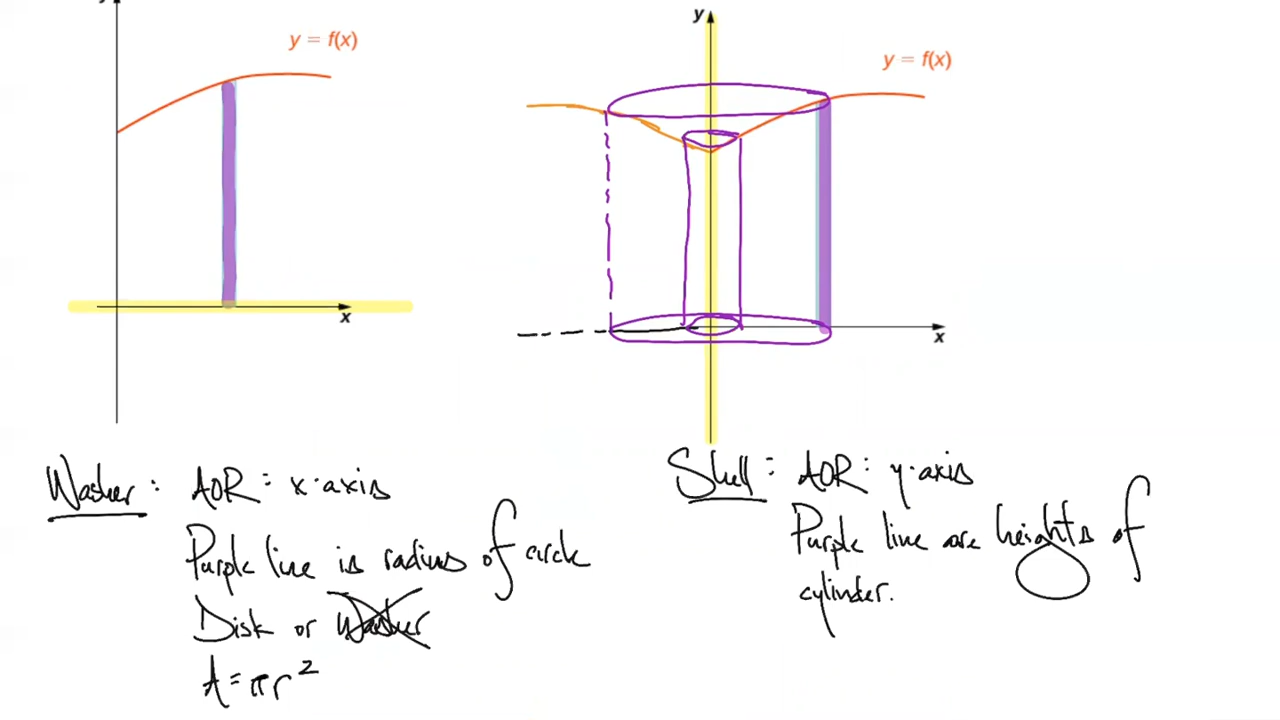 y
y = f(x)
x
y
y = f(x)
x
Washer: AOR: x-axis
Purple line is radius of circle
Disk or Washer
A = πr²
Shell: AOR: y-axis
Purple line are heights of
cylinder.